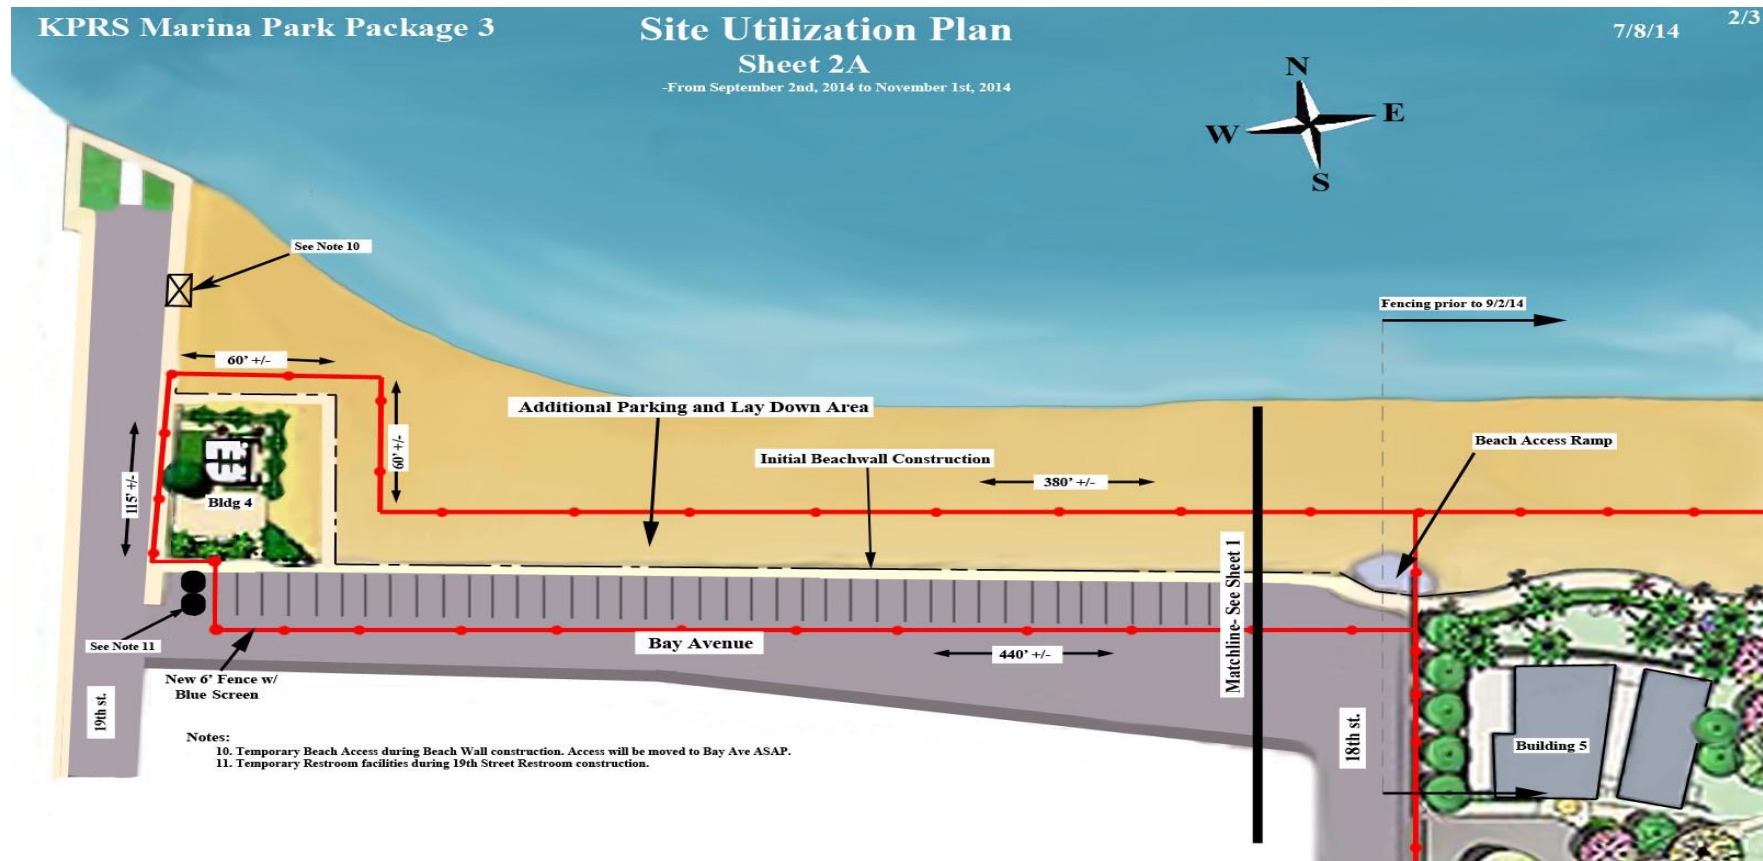 KPRS Marina Park Package 3
Site Utilization Plan
Sheet 2A
-From September 2nd, 2014 to November 1st, 2014
7/8/14
2/3
N
W
E
S
See Note 10
Fencing prior to 9/2/14
60' +/-
Additional Parking and Lay Down Area
60' +/-
Beach Access Ramp
Initial Beachwall Construction
380' +/-
115' +/-
Bldg 4
Matchline- See Sheet 1
See Note 11
Bay Avenue
440' +/-
New 6' Fence w/
Blue Screen
19th st.
18th st.
Building 5
Notes:
10. Temporary Beach Access during Beach Wall construction. Access will be moved to Bay Ave ASAP.
11. Temporary Restroom facilities during 19th Street Restroom construction.